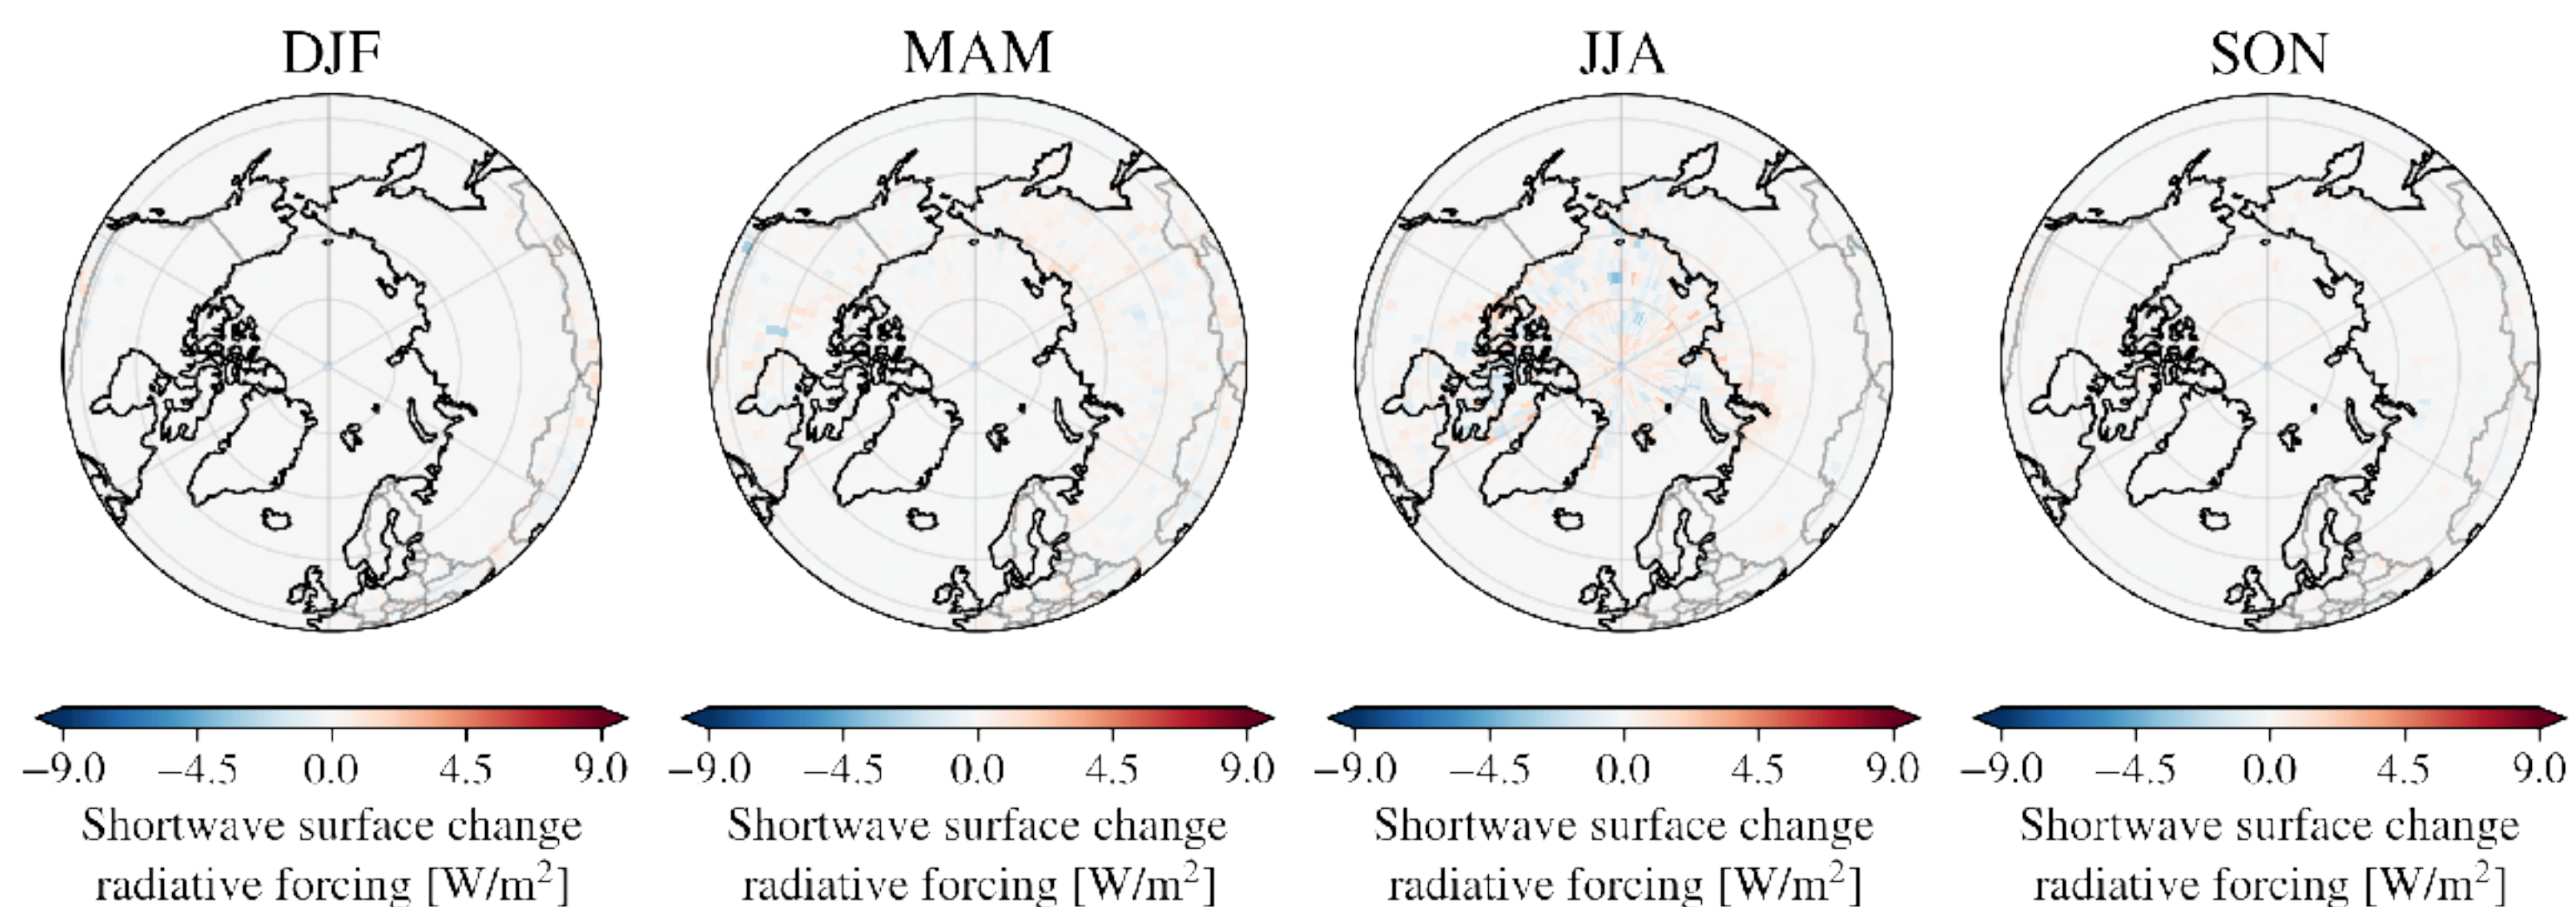 DJF
MAM
JJA
SON
−9.0 −4.5 0.0 4.5 9.0
Shortwave surface change
radiative forcing [W/m²]
−9.0 −4.5 0.0 4.5 9.0
Shortwave surface change
radiative forcing [W/m²]
−9.0 −4.5 0.0 4.5 9.0
Shortwave surface change
radiative forcing [W/m²]
−9.0 −4.5 0.0 4.5 9.0
Shortwave surface change
radiative forcing [W/m²]